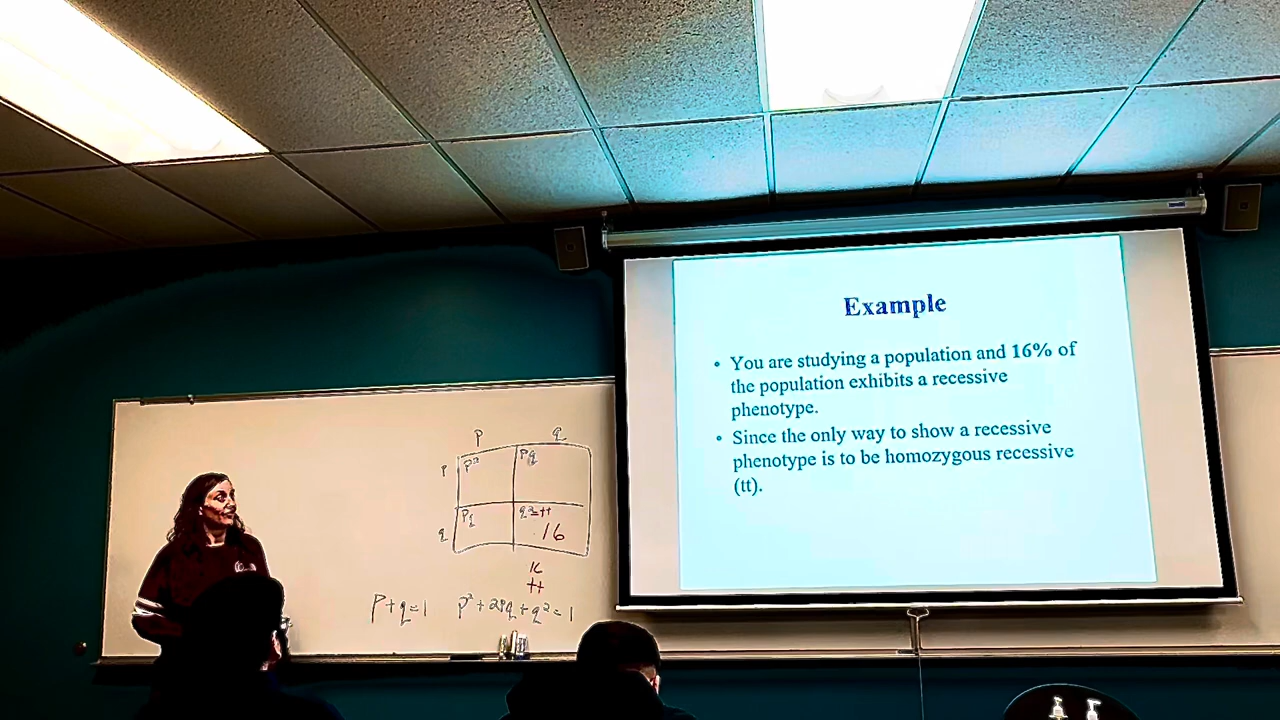 Example
• You are studying a population and 16% of
the population exhibits a recessive
phenotype.
• Since the only way to show a recessive
phenotype is to be homozygous recessive
(tt).
p q
p p² pq
q pq q²=tt
.16
tt
p+q=1 p²+2pq+q²=1